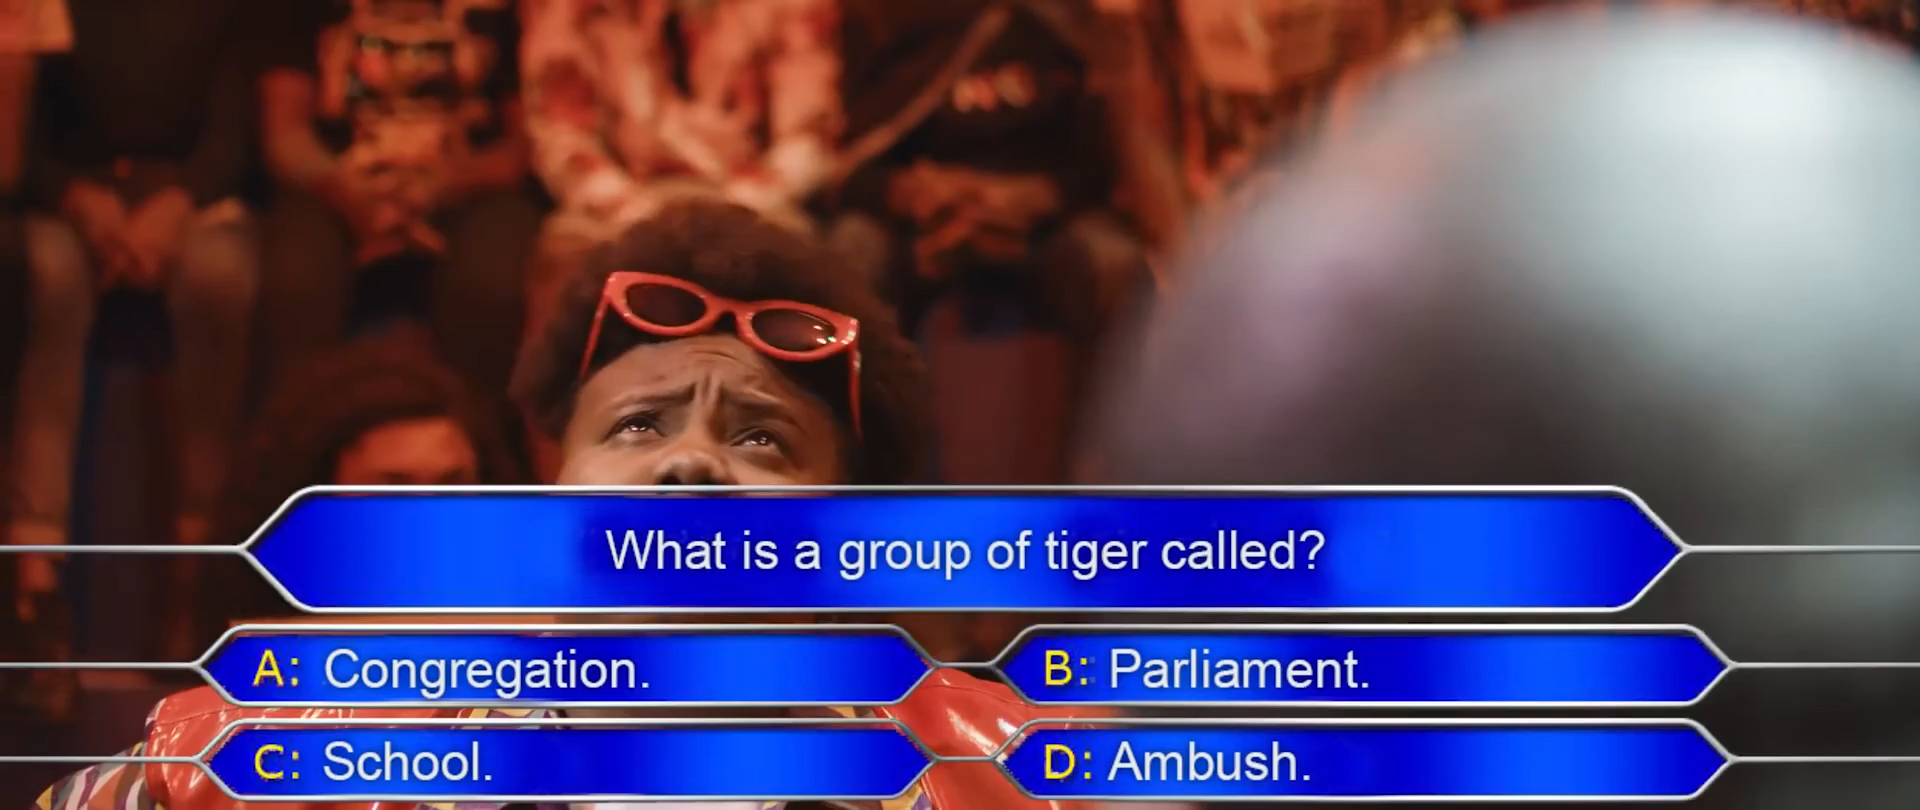 What is a group of tiger called?
A: Congregation.
B: Parliament.
C: School.
D: Ambush.